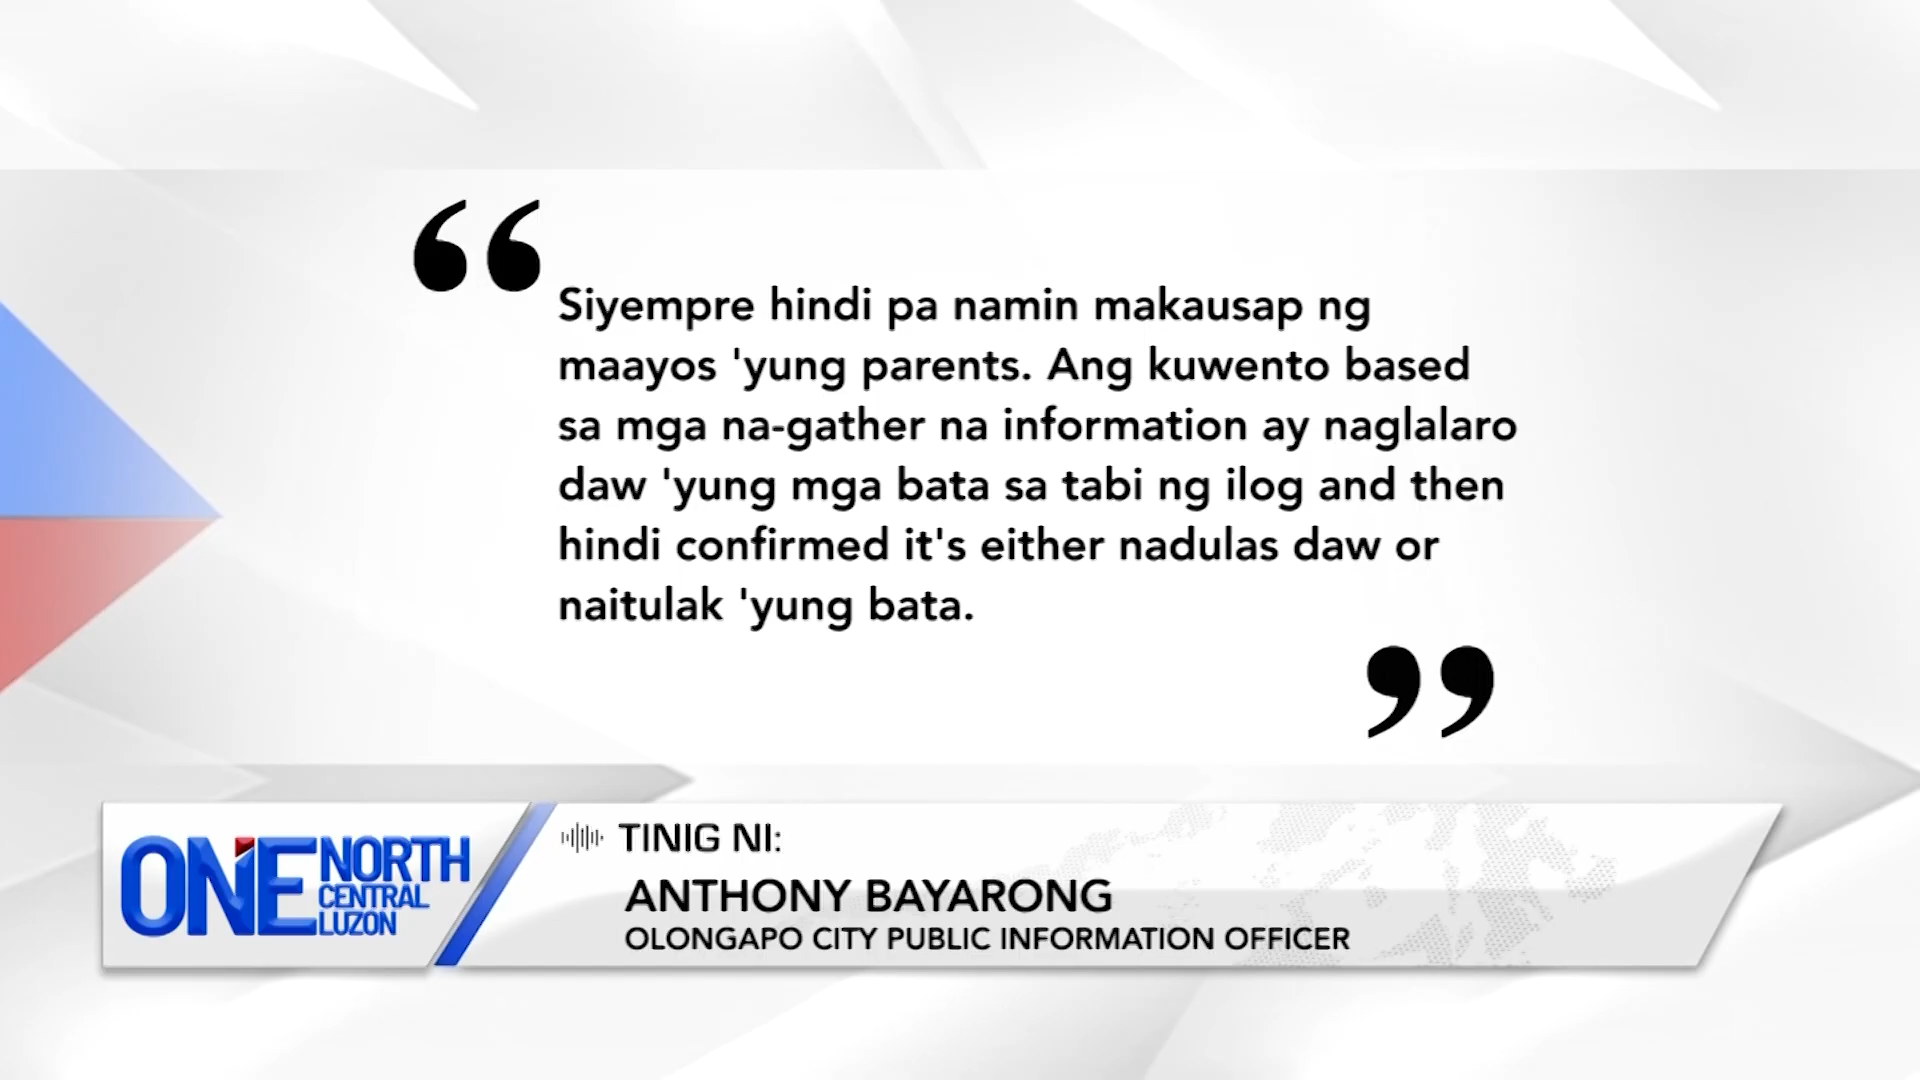 “
Siyempre hindi pa namin makausap ng
maayos 'yung parents. Ang kuwento based
sa mga na-gather na information ay naglalaro
daw 'yung mga bata sa tabi ng ilog and then
hindi confirmed it's either nadulas daw or
naitulak 'yung bata.
”
ONE NORTH CENTRAL LUZON
TINIG NI:
ANTHONY BAYARONG
OLONGAPO CITY PUBLIC INFORMATION OFFICER